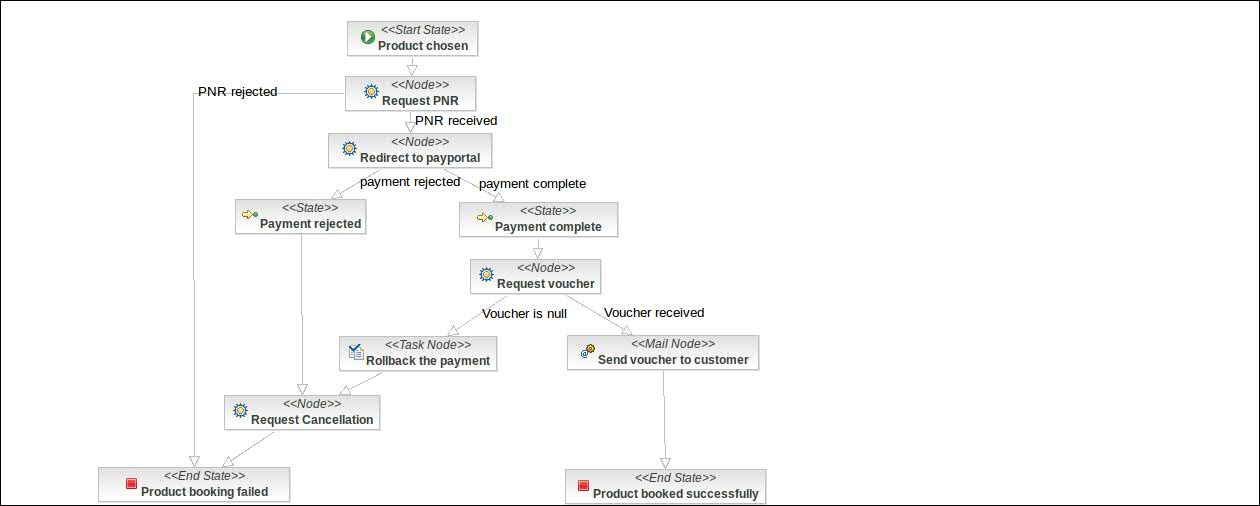 <<Start State>>
Product chosen
<<Node>>
Request PNR
PNR rejected
PNR received
<<Node>>
Redirect to payportal
payment rejected
payment complete
<<State>>
Payment rejected
<<State>>
Payment complete
<<Node>>
Request voucher
Voucher is null
Voucher received
<<Task Node>>
Rollback the payment
<<Mail Node>>
Send voucher to customer
<<Node>>
Request Cancellation
<<End State>>
Product booking failed
<<End State>>
Product booked successfully